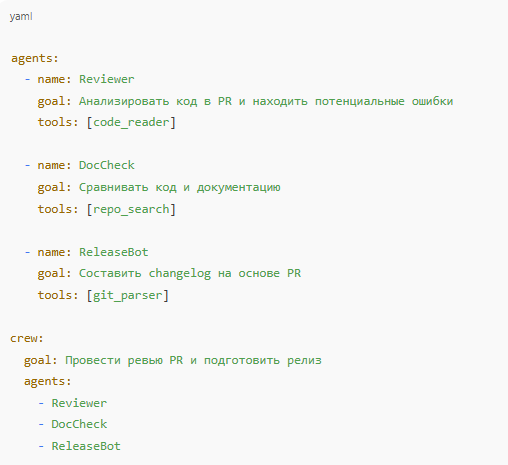 yaml
agents:
- name: Reviewer
goal: Анализировать код в PR и находить потенциальные ошибки
tools: [code_reader]
- name: DocCheck
goal: Сравнивать код и документацию
tools: [repo_search]
- name: ReleaseBot
goal: Составить changelog на основе PR
tools: [git_parser]
crew:
goal: Провести ревью PR и подготовить релиз
agents:
- Reviewer
- DocCheck
- ReleaseBot